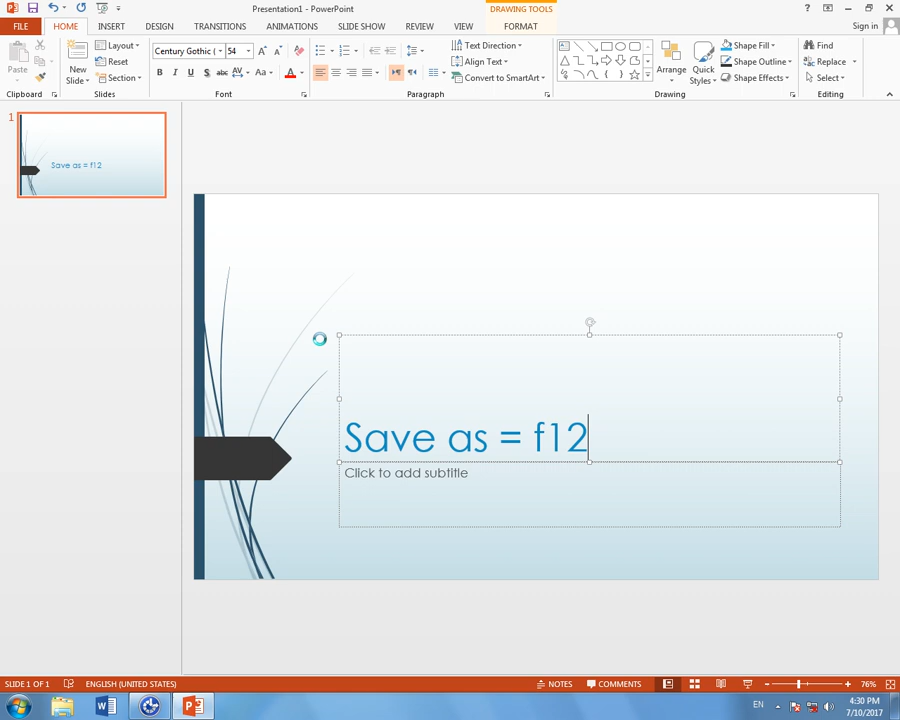 Presentation1 - PowerPoint
DRAWING TOOLS
?
FILE HOME INSERT DESIGN TRANSITIONS ANIMATIONS SLIDE SHOW REVIEW VIEW FORMAT Sign in
Paste
Clipboard
New Slide
Layout
Reset
Section
Slides
Century Gothic ( 54 A A
B I U S abc AV Aa A
Font
Text Direction
Align Text
Convert to SmartArt
Paragraph
Arrange
Quick Styles
Shape Fill
Shape Outline
Shape Effects
Drawing
Find
Replace
Select
Editing
1
Save as = f12
Save as = f12
Click to add subtitle
SLIDE 1 OF 1 ENGLISH (UNITED STATES) NOTES COMMENTS 76%
EN 4:30 PM
7/10/2017